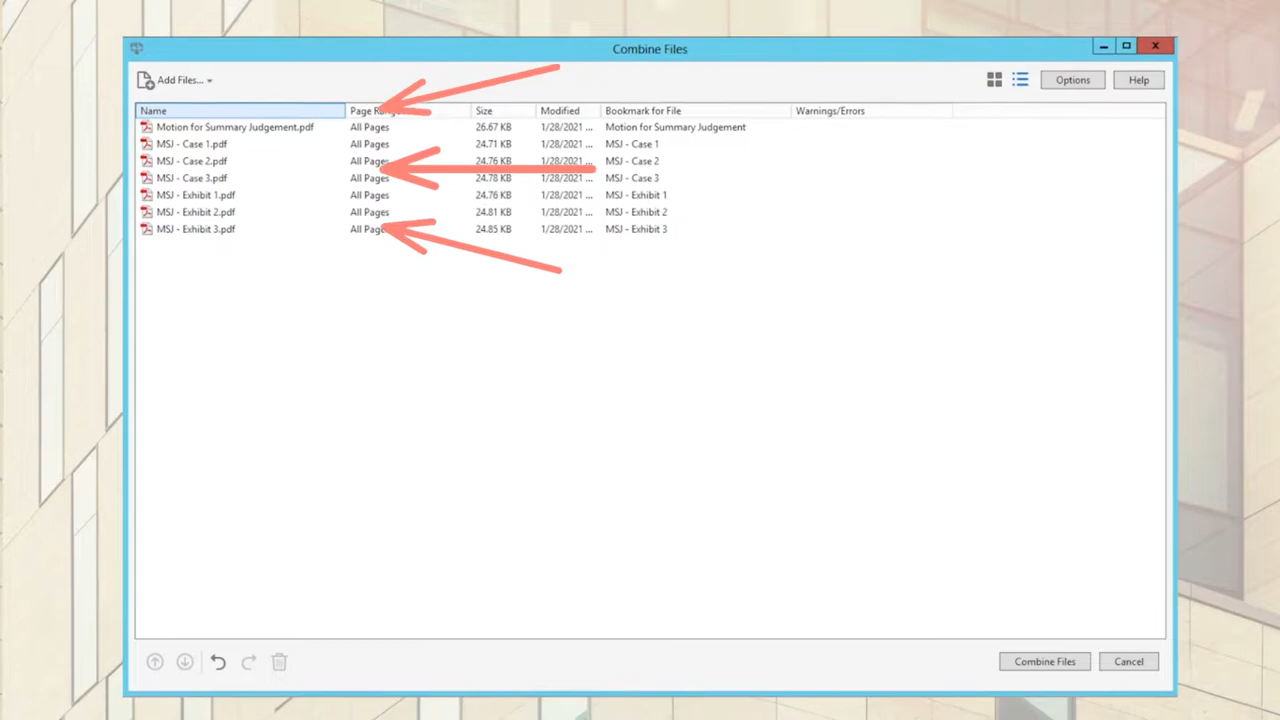 Combine Files
Add Files...
Options
Help
Name Page Range Size Modified Bookmark for File Warnings/Errors
Motion for Summary Judgement.pdf All Pages 26.67 KB 1/28/2021 ... Motion for Summary Judgement
MSJ - Case 1.pdf All Pages 24.71 KB 1/28/2021 ... MSJ - Case 1
MSJ - Case 2.pdf All Pages 24.76 KB 1/28/2021 ... MSJ - Case 2
MSJ - Case 3.pdf All Pages 24.78 KB 1/28/2021 ... MSJ - Case 3
MSJ - Exhibit 1.pdf All Pages 24.76 KB 1/28/2021 ... MSJ - Exhibit 1
MSJ - Exhibit 2.pdf All Pages 24.81 KB 1/28/2021 ... MSJ - Exhibit 2
MSJ - Exhibit 3.pdf All Pages 24.85 KB 1/28/2021 ... MSJ - Exhibit 3
Combine Files
Cancel